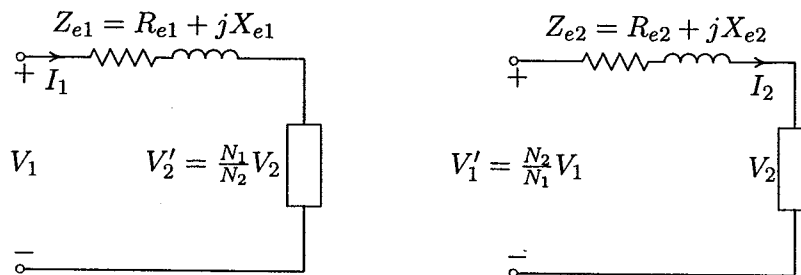 Z_{e1} = R_{e1} + jX_{e1}
+ I_1
V_1 V_2' = \frac{N_1}{N_2} V_2
−
Z_{e2} = R_{e2} + jX_{e2}
+ I_2
V_1' = \frac{N_2}{N_1} V_1 V_2
−